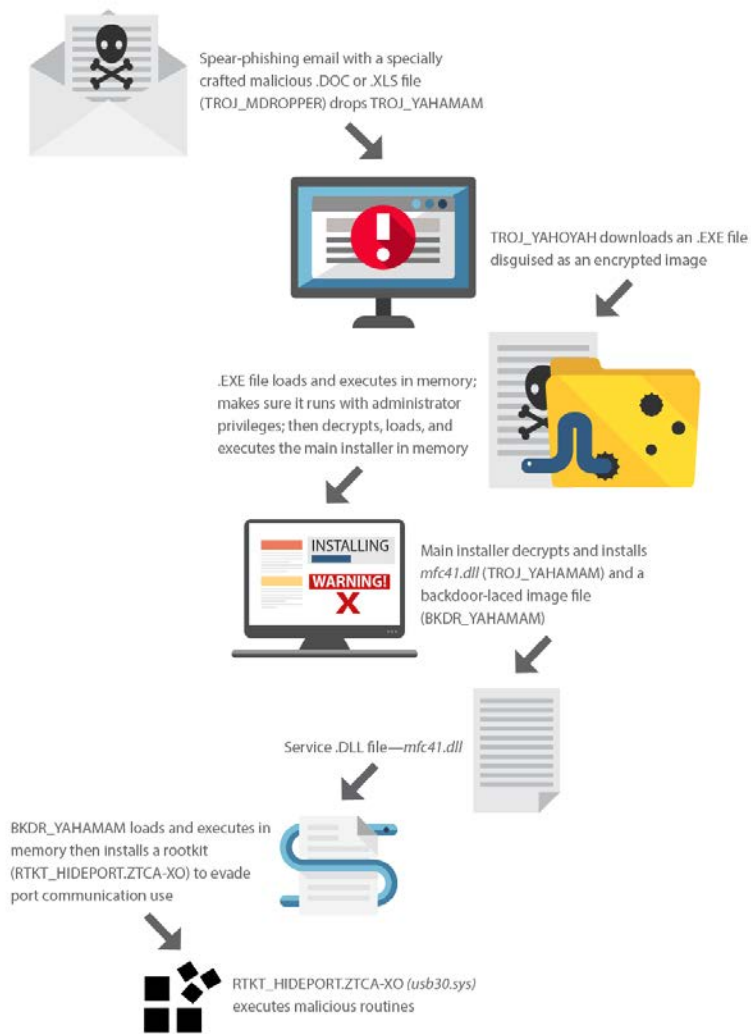 Spear-phishing email with a specially
crafted malicious .DOC or .XLS file
(TROJ_MDROPPER) drops TROJ_YAHAMAM
TROJ_YAHOYAH downloads an .EXE file
disguised as an encrypted image
.EXE file loads and executes in memory;
makes sure it runs with administrator
privileges; then decrypts, loads, and
executes the main installer in memory
INSTALLING
WARNING!
X
Main installer decrypts and installs
mfc41.dll (TROJ_YAHAMAM) and a
backdoor-laced image file
(BKDR_YAHAMAM)
Service .DLL file—mfc41.dll
BKDR_YAHAMAM loads and executes in
memory then installs a rootkit
(RTKT_HIDEPORT.ZTCA-XO) to evade
port communication use
RTKT_HIDEPORT.ZTCA-XO (usb30.sys)
executes malicious routines